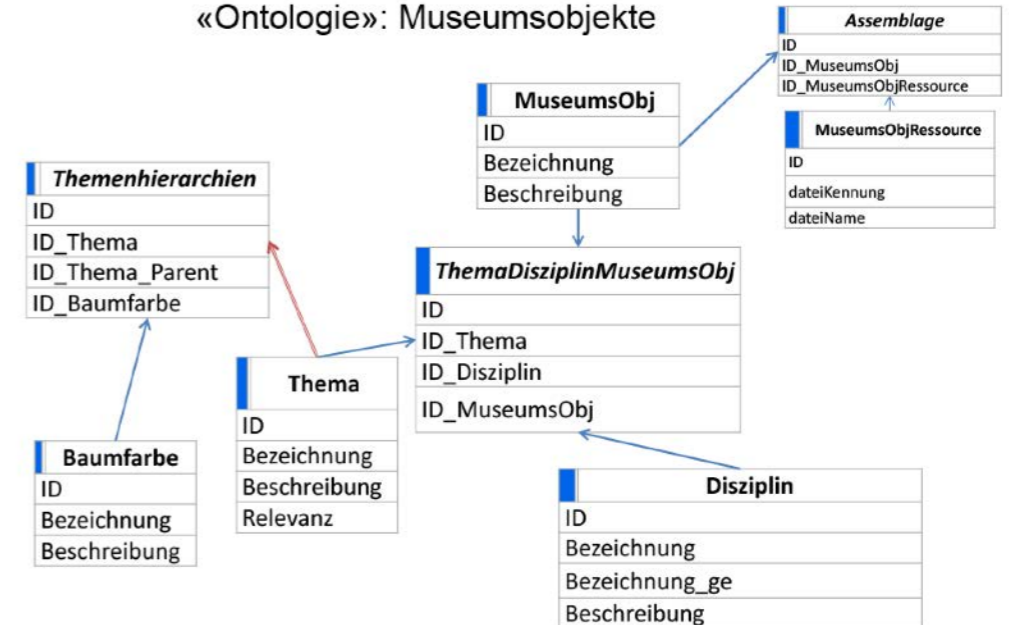 «Ontologie»: Museumsobjekte
Assemblage
ID
ID_MuseumsObj
ID_MuseumsObjRessource
MuseumsObj
ID
Bezeichnung
Beschreibung
MuseumsObjRessource
ID
dateiKennung
dateiName
Themenhierarchien
ID
ID_Thema
ID_Thema_Parent
ID_Baumfarbe
ThemaDisziplinMuseumsObj
ID
ID_Thema
ID_Disziplin
ID_MuseumsObj
Thema
ID
Bezeichnung
Beschreibung
Relevanz
Baumfarbe
ID
Bezeichnung
Beschreibung
Disziplin
ID
Bezeichnung
Bezeichnung_ge
Beschreibung